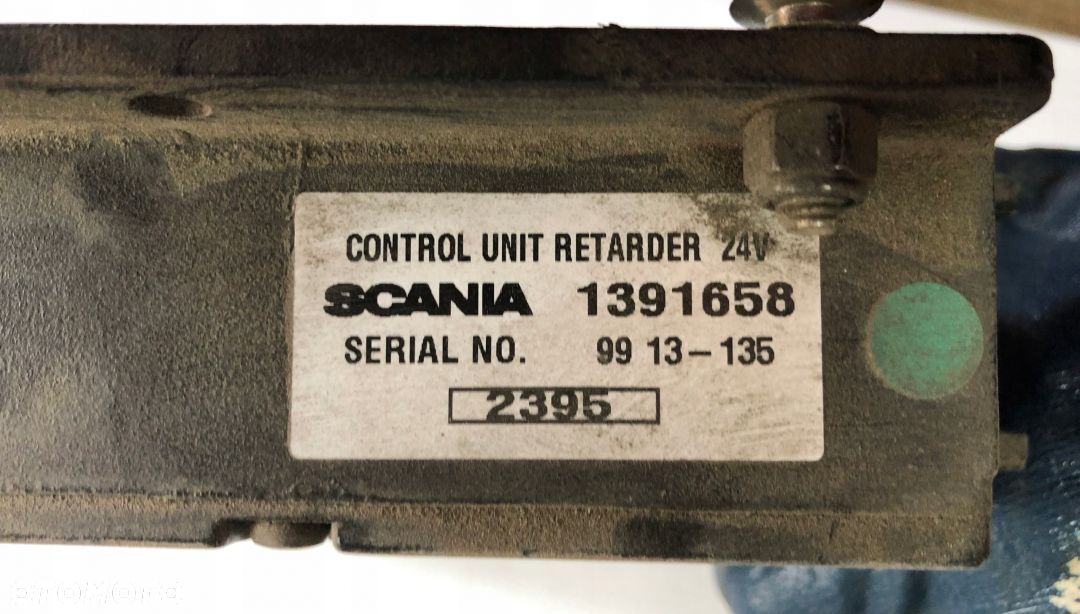 CONTROL UNIT RETARDER 24V
SCANIA 1391658
SERIAL NO. 99 13-135
2395